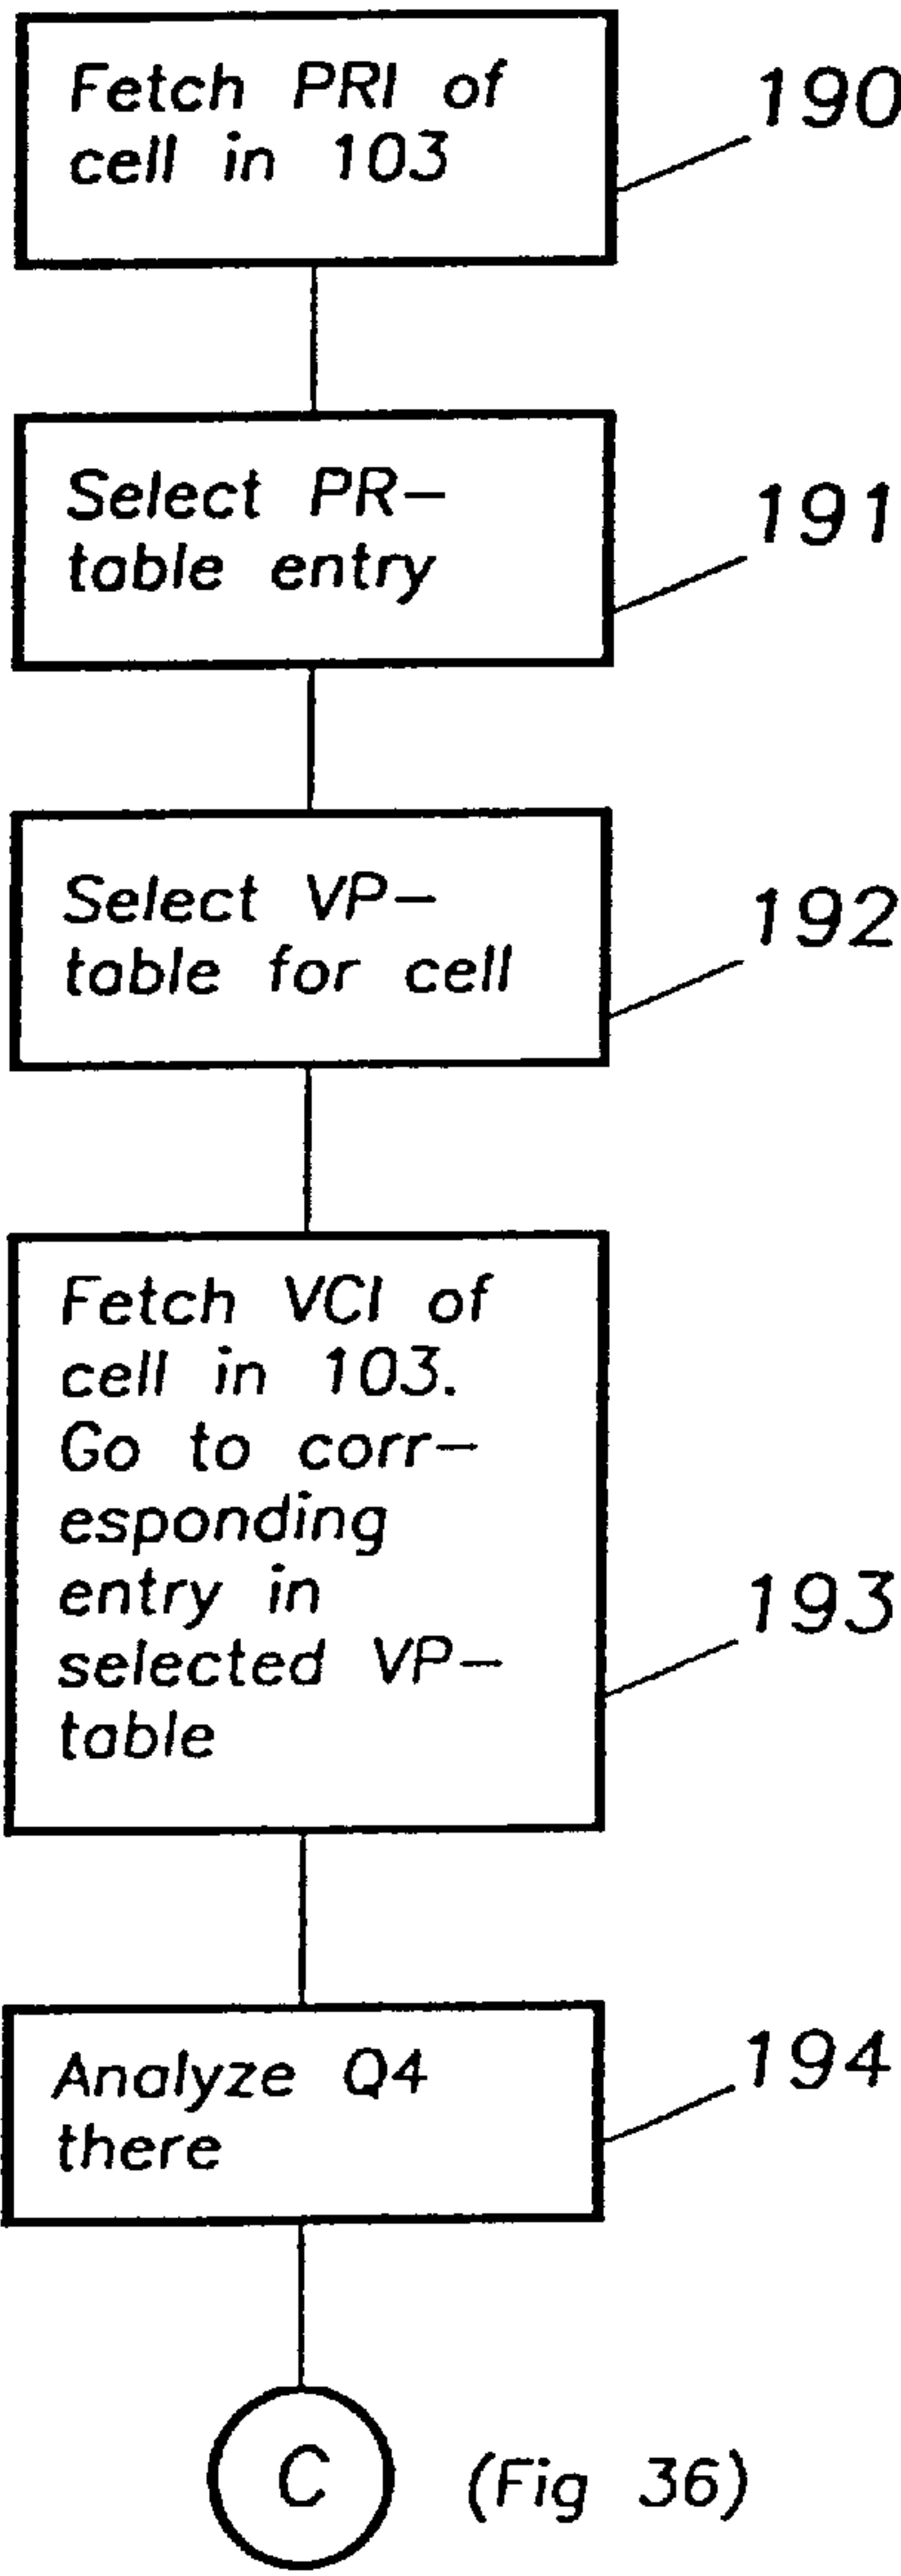 Fetch PRI of
cell in 103
190
Select PR-
table entry
191
Select VP-
table for cell
192
Fetch VCI of
cell in 103.
Go to corr-
esponding
entry in
selected VP-
table
193
Analyze Q4
there
194
C (Fig 36)